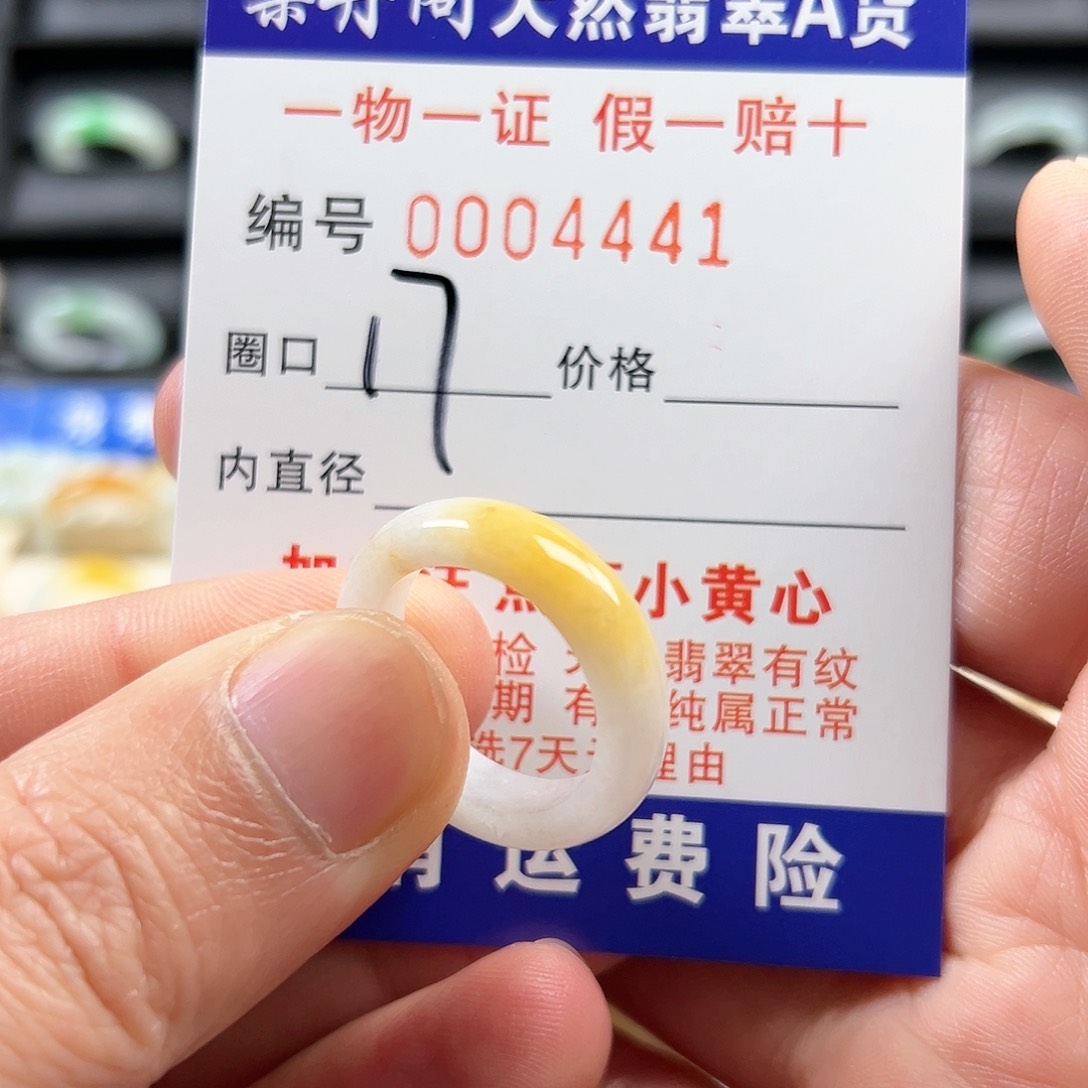 天然翡翠A货
一物一证 假一赔十
编号 0004441
圈口 17 价格
内直径
小黄心
检 翡翠有纹
期 有 纯属正常
选7天 理由
运费险